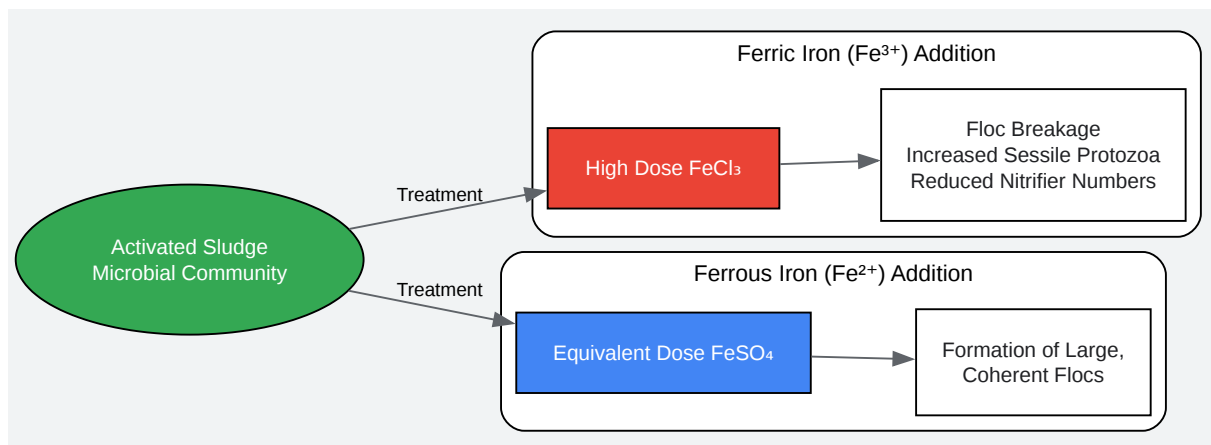 Ferric Iron (Fe³⁺) Addition
High Dose FeCl₃
Floc Breakage
Increased Sessile Protozoa
Reduced Nitrifier Numbers
Treatment
Activated Sludge
Microbial Community
Treatment
Ferrous Iron (Fe²⁺) Addition
Equivalent Dose FeSO₄
Formation of Large,
Coherent Flocs